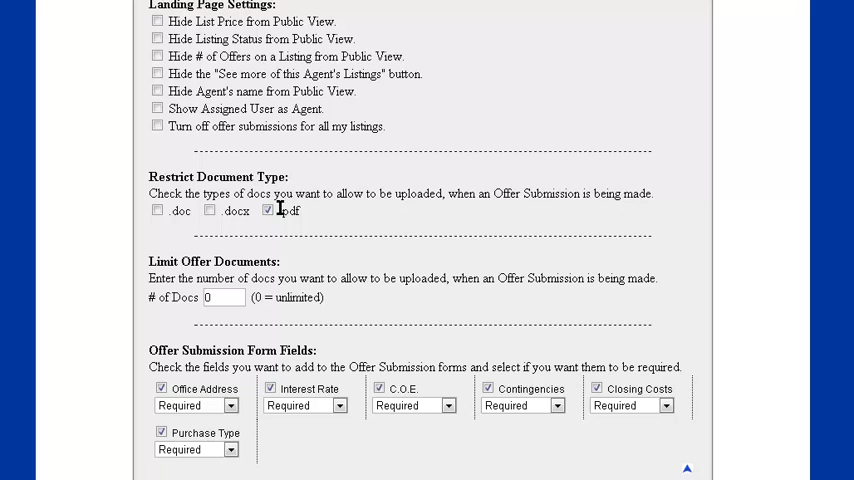 Landing Page Settings:
Hide List Price from Public View.
Hide Listing Status from Public View.
Hide # of Offers on a Listing from Public View.
Hide the "See more of this Agent's Listings" button.
Hide Agent's name from Public View.
Show Assigned User as Agent.
Turn off offer submissions for all my listings.
Restrict Document Type:
Check the types of docs you want to allow to be uploaded, when an Offer Submission is being made.
.doc .docx .pdf
Limit Offer Documents:
Enter the number of docs you want to allow to be uploaded, when an Offer Submission is being made.
# of Docs 0 (0 = unlimited)
Offer Submission Form Fields:
Check the fields you want to add to the Offer Submission forms and select if you want them to be required.
Office Address Interest Rate C.O.E. Contingencies Closing Costs
Required Required Required Required Required
Purchase Type
Required